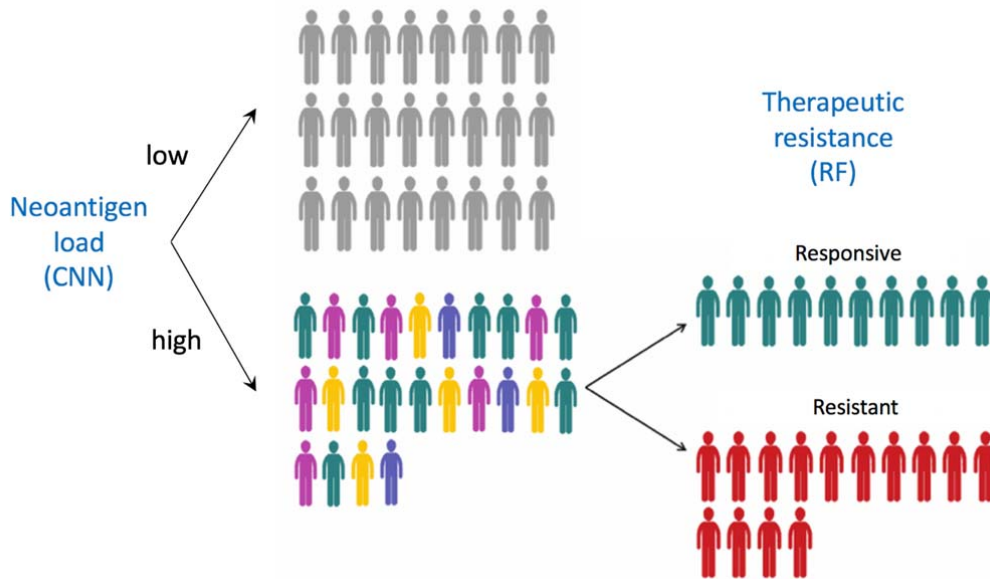 low
Neoantigen
load
(CNN)
high
Therapeutic
resistance
(RF)
Responsive
Resistant